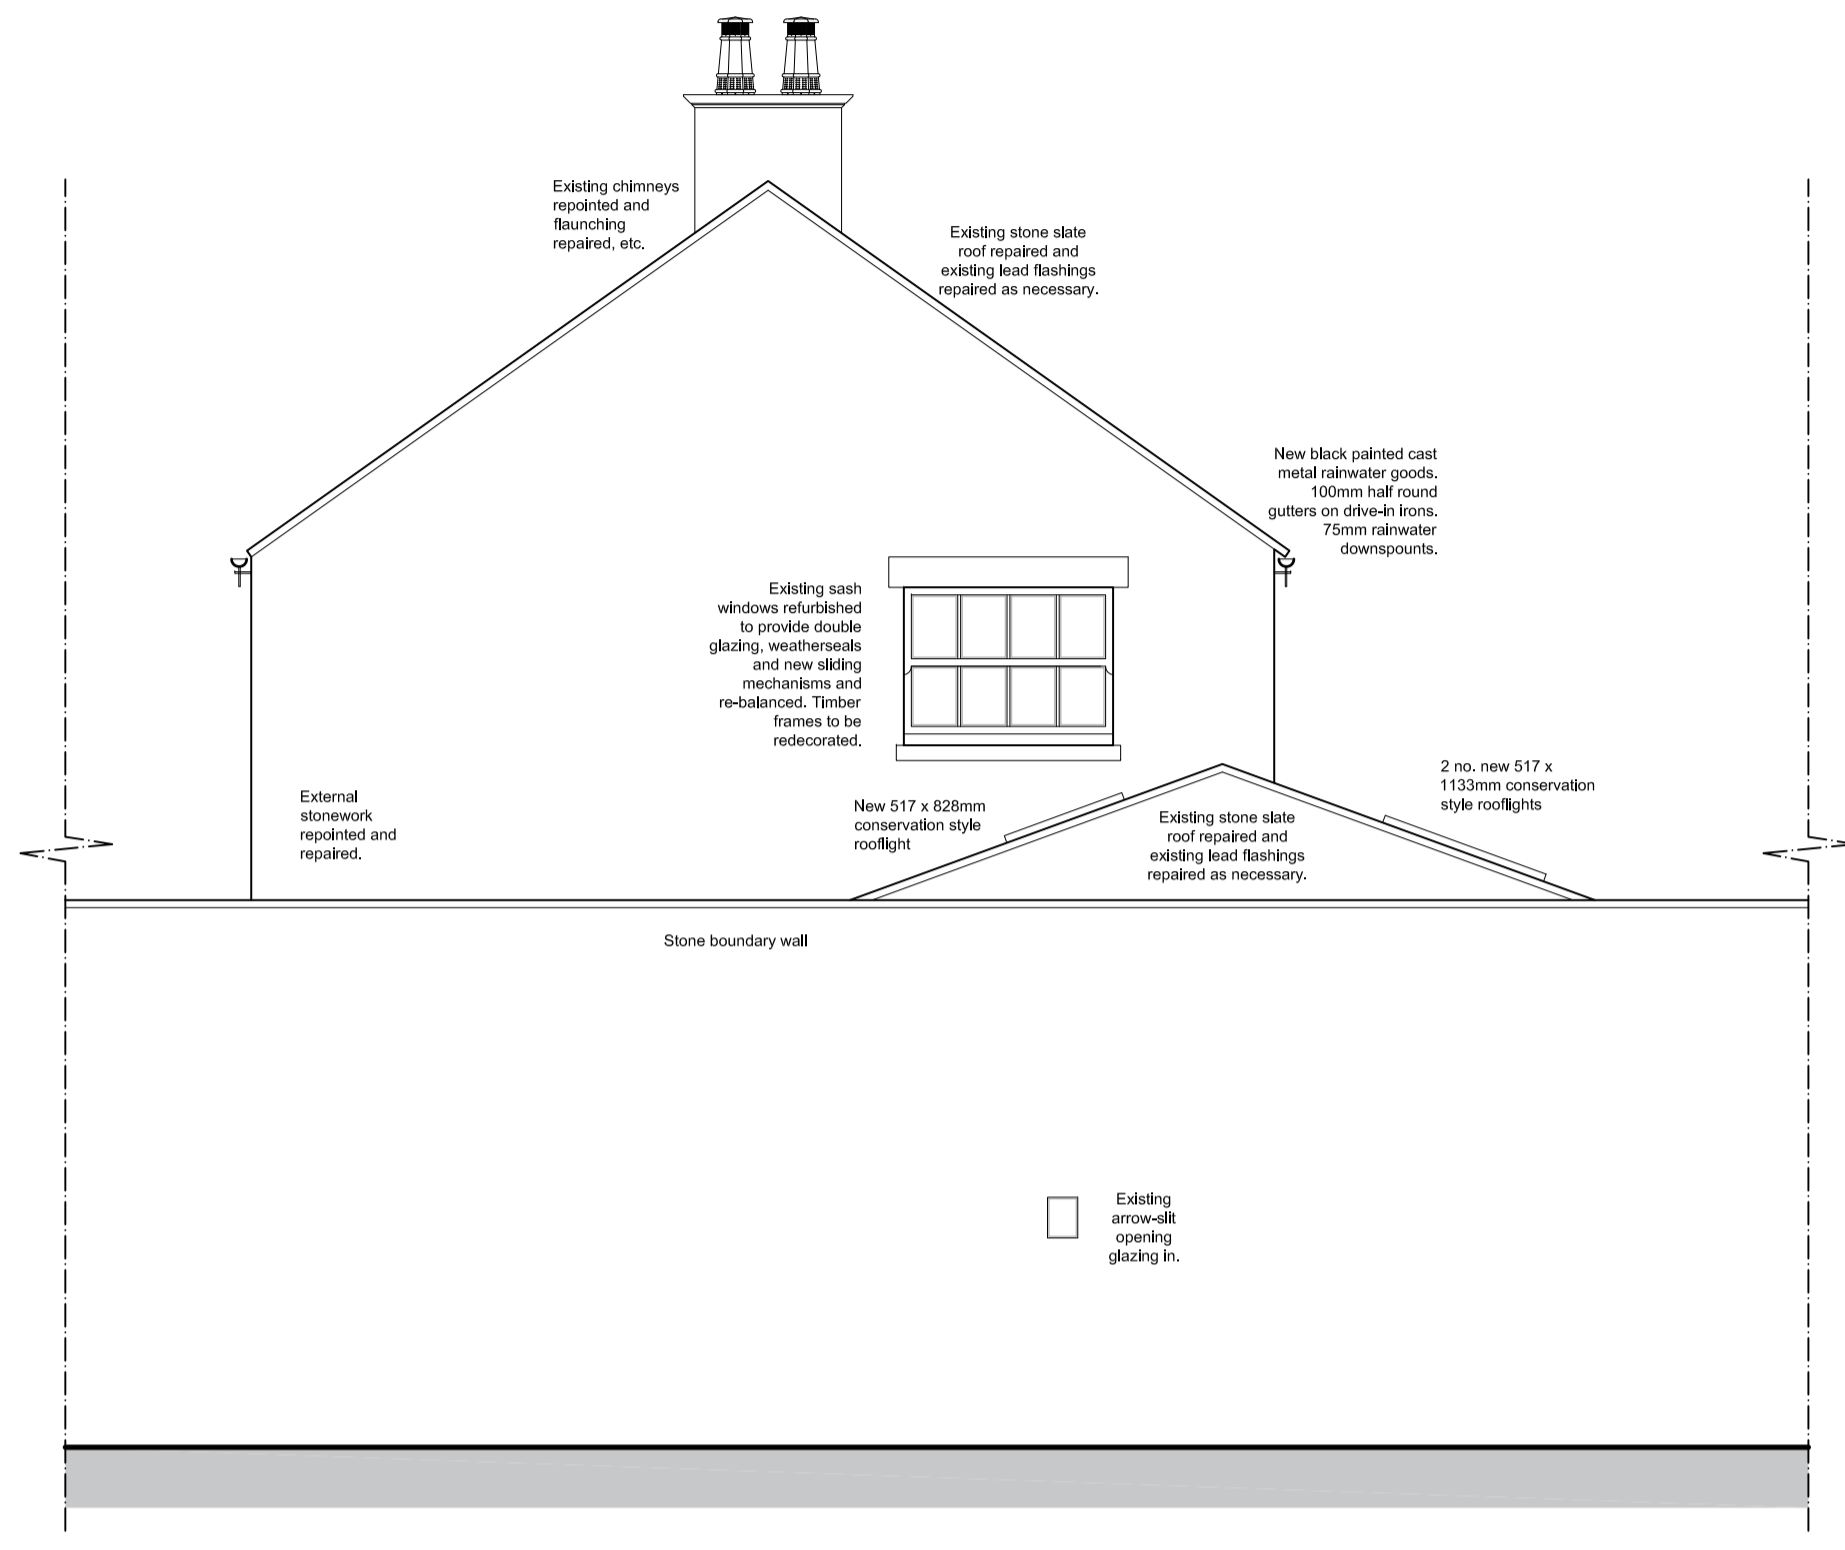 Existing chimneys
repointed and
flaunching
repaired, etc.
Existing stone slate
roof repaired and
existing lead flashings
repaired as necessary.
New black painted cast
metal rainwater goods.
100mm half round
gutters on drive-in irons.
75mm rainwater
downspounts.
Existing sash
windows refurbished
to provide double
glazing, weatherseals
and new sliding
mechanisms and
re-balanced. Timber
frames to be
redecorated.
External
stonework
repointed and
repaired.
New 517 x 828mm
conservation style
rooflight
Existing stone slate
roof repaired and
existing lead flashings
repaired as necessary.
2 no. new 517 x
1133mm conservation
style rooflights
Stone boundary wall
Existing
arrow-slit
opening
glazing in.